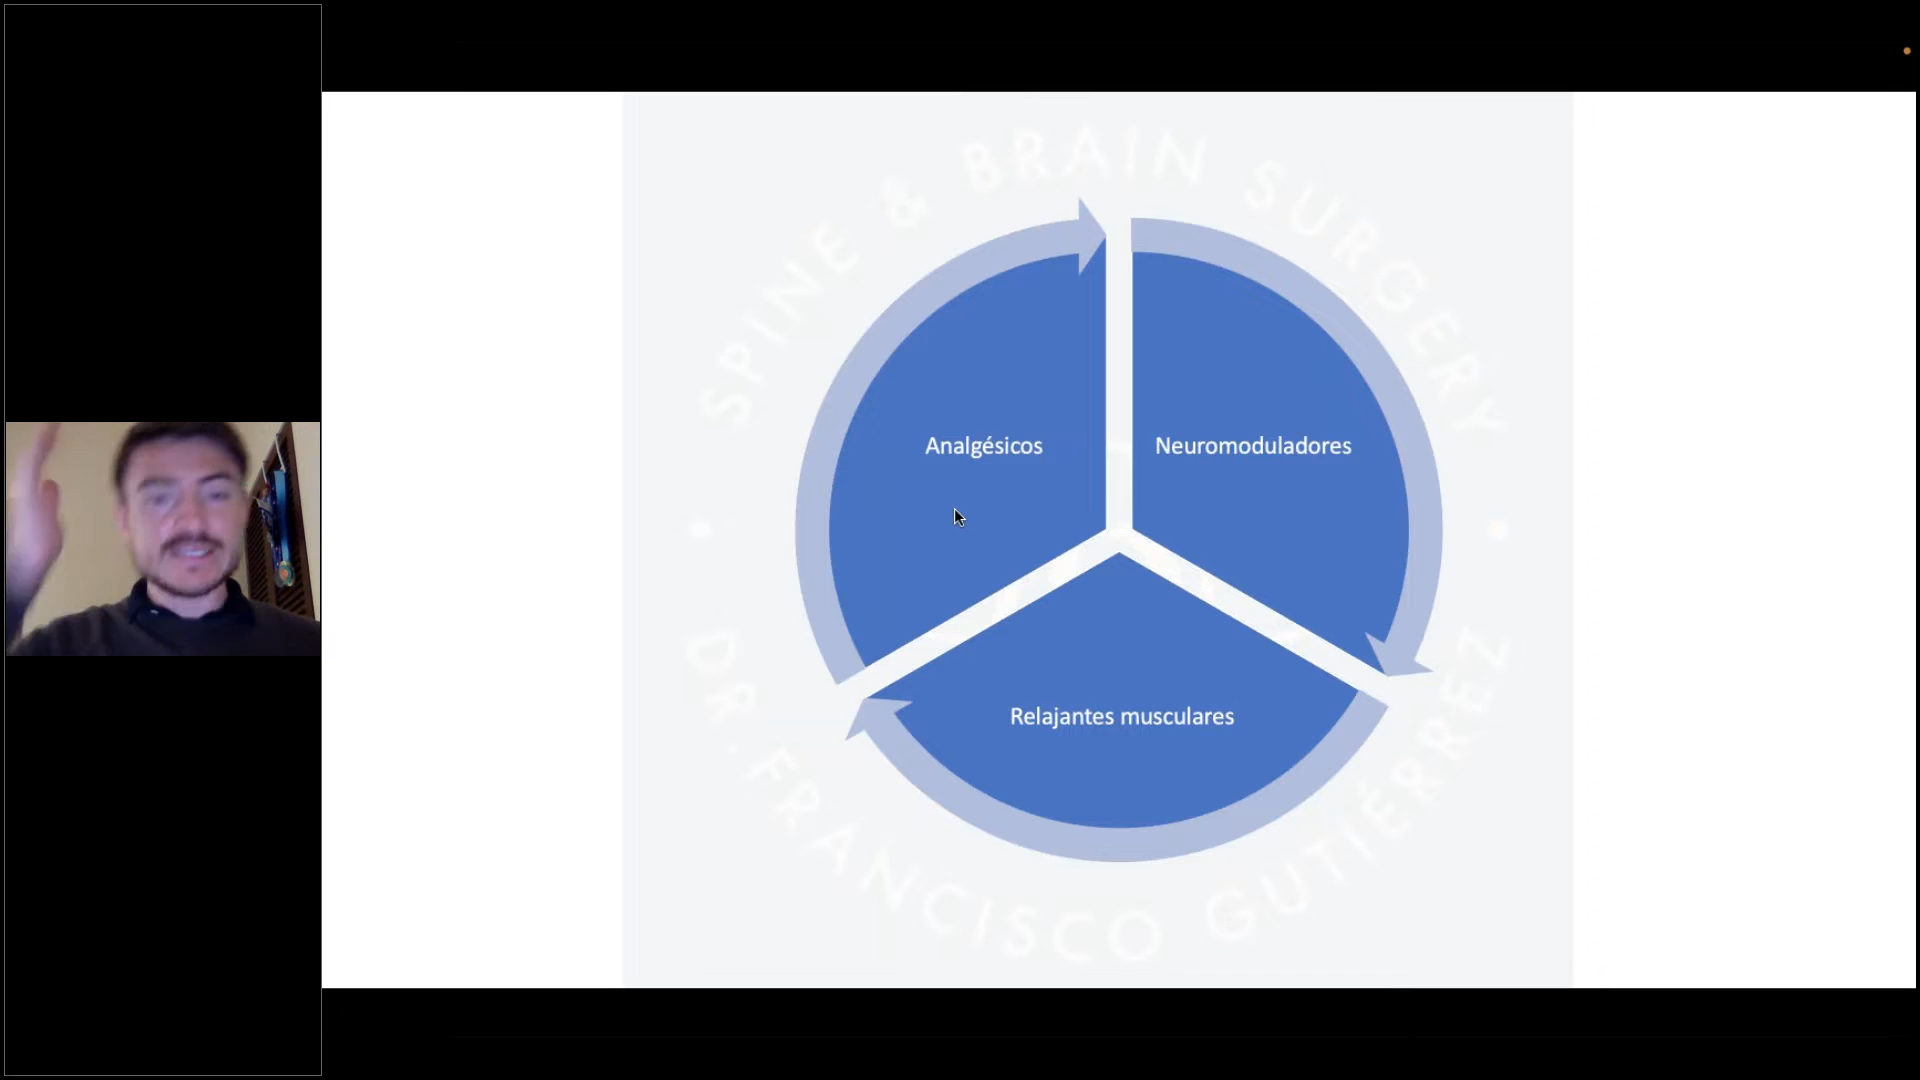 SPINE & BRAIN SURGERY
Analgésicos
Neuromoduladores
Relajantes musculares
DR. FRANCISCO GUTIÉRREZ